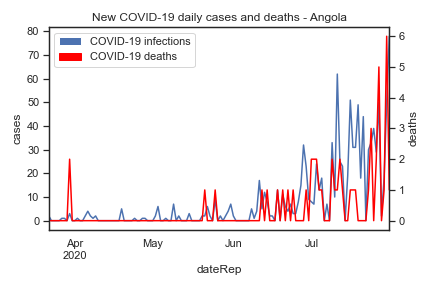 New COVID-19 daily cases and deaths - Angola
COVID-19 infections
COVID-19 deaths
80
70
60
50
40
30
20
10
0
cases
6
5
4
3
2
1
0
deaths
Apr
2020
May
Jun
Jul
dateRep